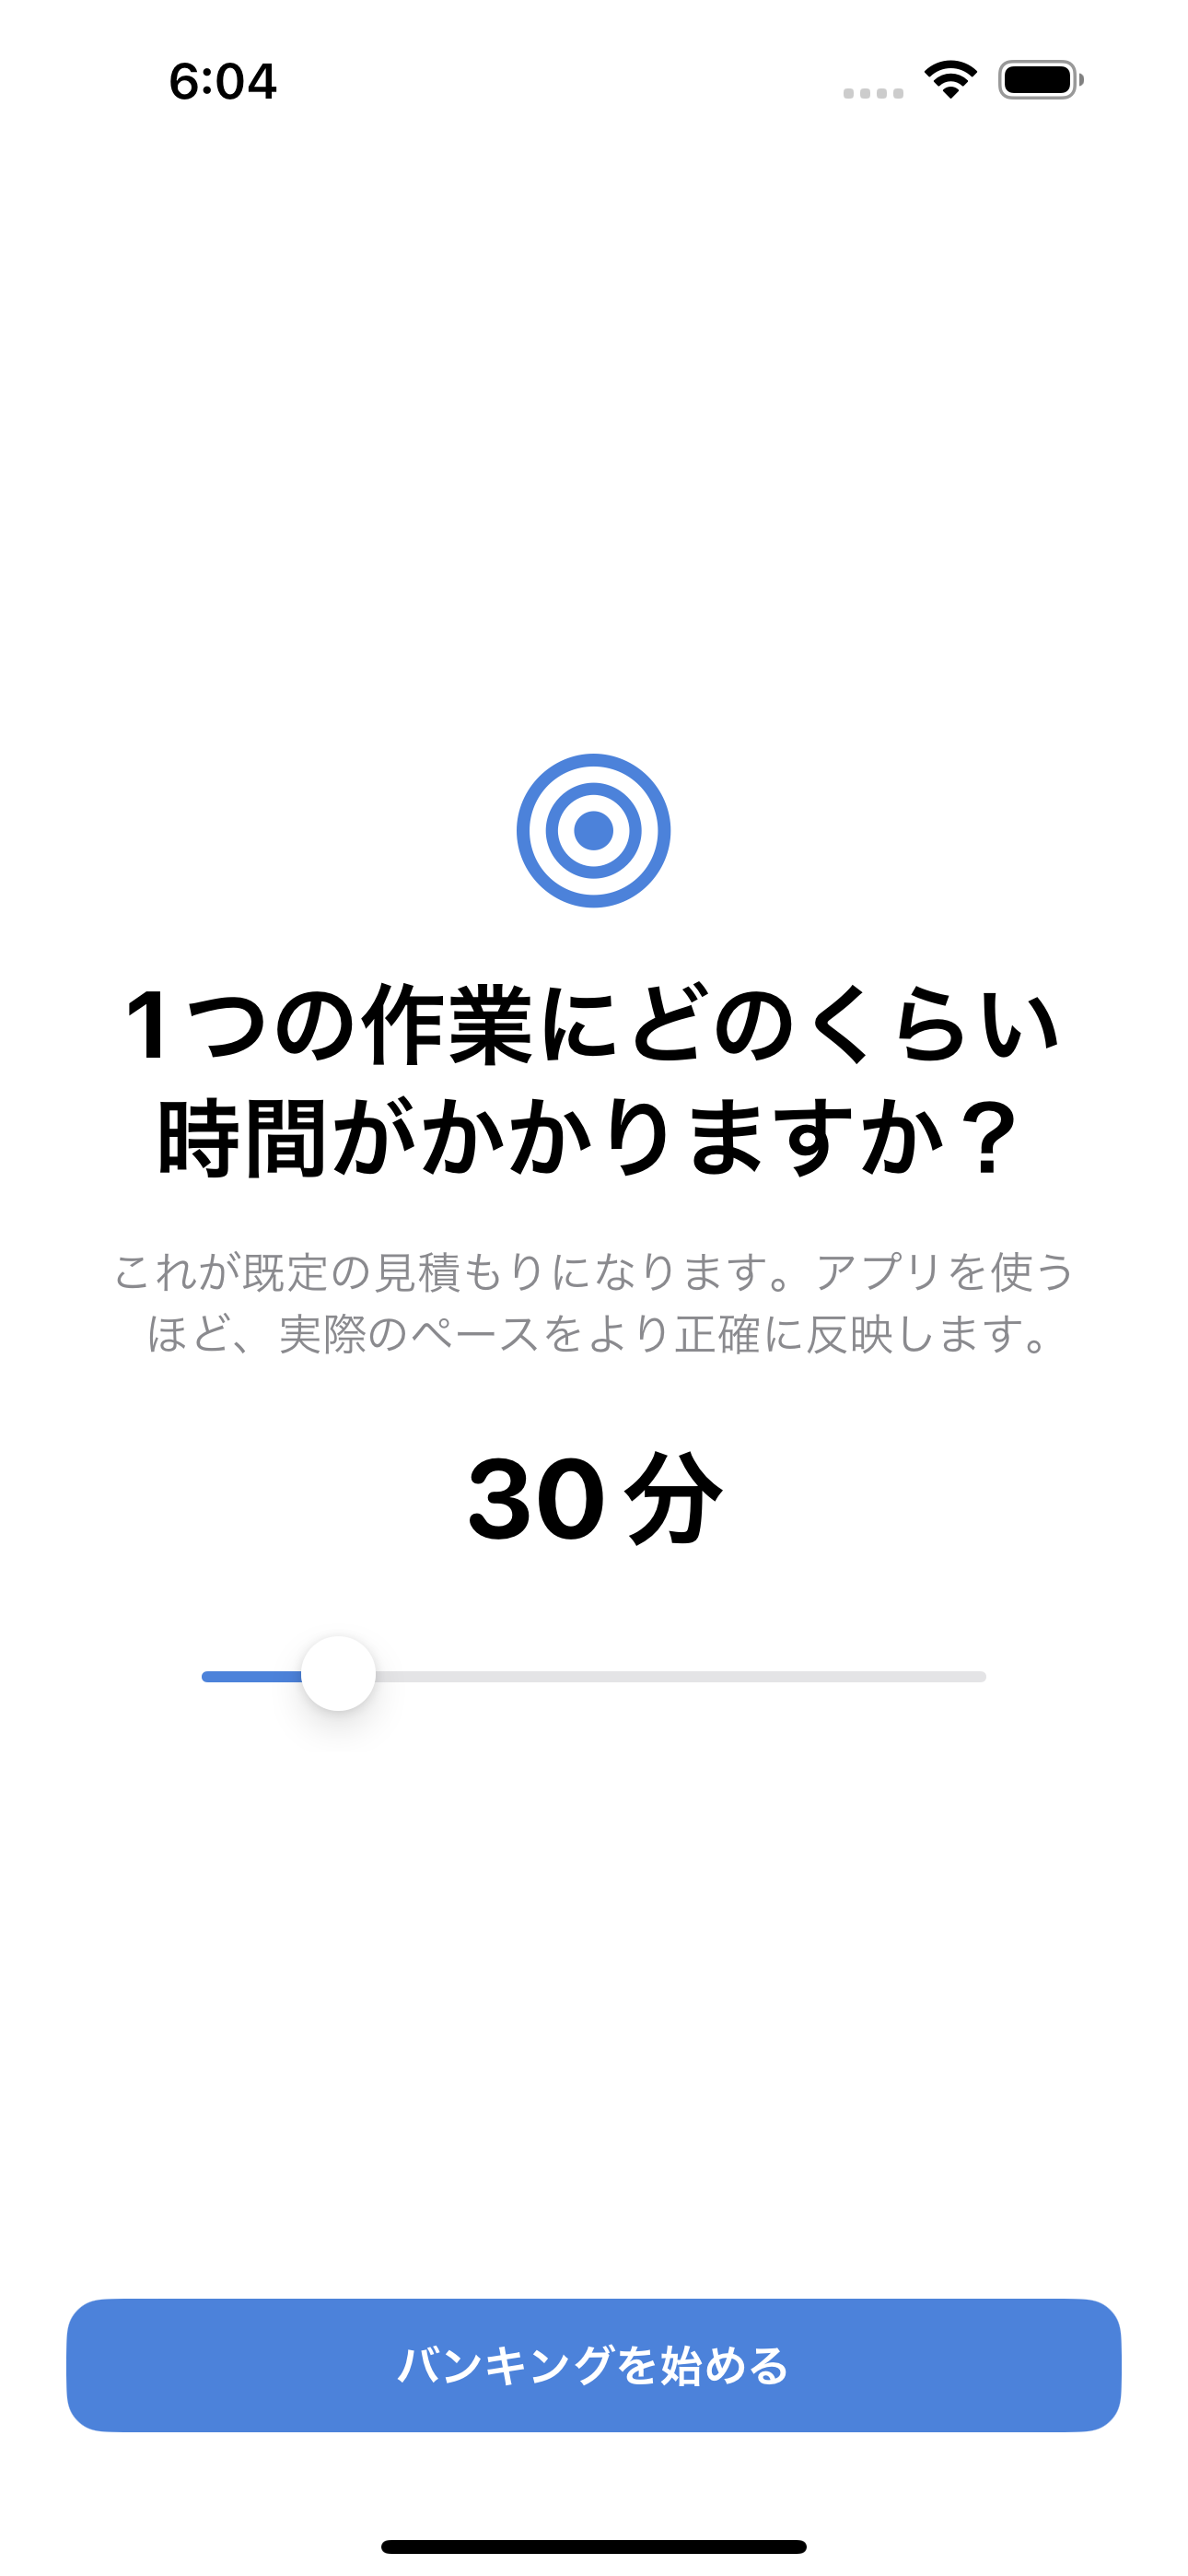 6:04
1つの作業にどのくらい
時間がかかりますか？
これが既定の見積もりになります。アプリを使う
ほど、実際のペースをより正確に反映します。
30 分
バンキングを始める